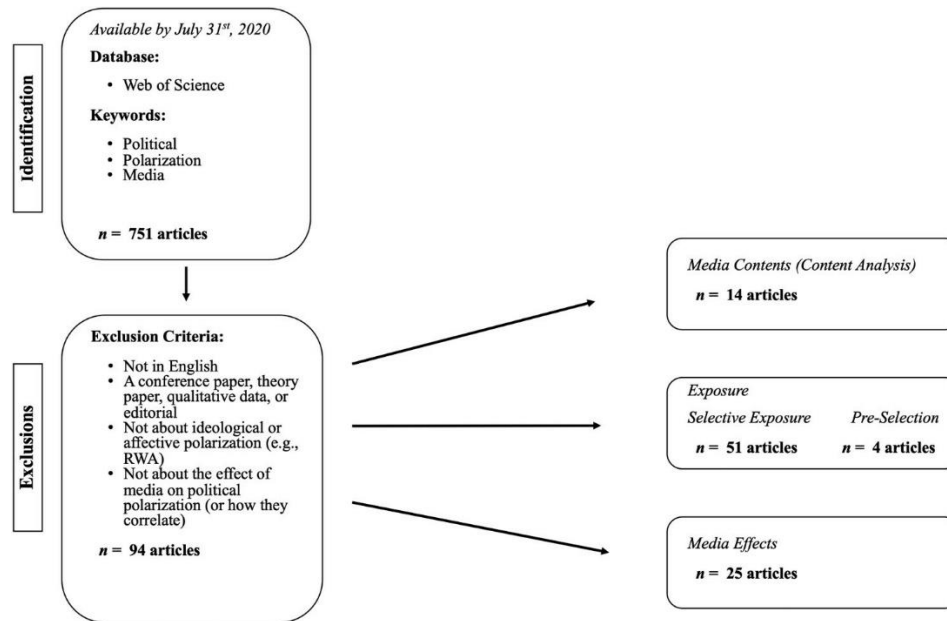 Identification
Available by July 31st, 2020
Database:
• Web of Science
Keywords:
• Political
• Polarization
• Media
n = 751 articles
Exclusions
Exclusion Criteria:
• Not in English
• A conference paper, theory
paper, qualitative data, or
editorial
• Not about ideological or
affective polarization (e.g.,
RWA)
• Not about the effect of
media on political
polarization (or how they
correlate)
n = 94 articles
Media Contents (Content Analysis)
n = 14 articles
Exposure
Selective Exposure Pre-Selection
n = 51 articles n = 4 articles
Media Effects
n = 25 articles